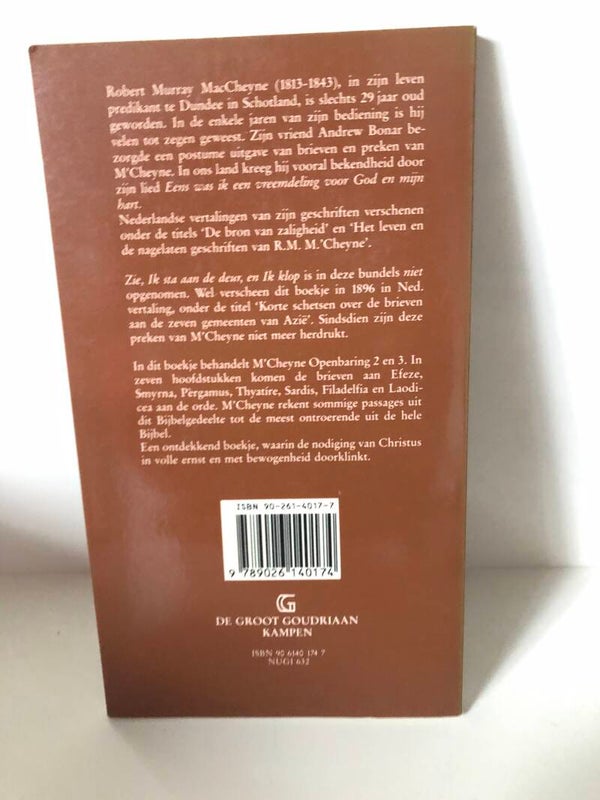 Robert Murray MacCheyne (1813-1843), in zijn leven
predikant te Dundee in Schotland, is slechts 29 jaar oud
geworden. In de enkele jaren van zijn bediening is hij
velen tot zegen geweest. Zijn vriend Andrew Bonar be-
zorgde een postume uitgave van brieven en preken van
M'Cheyne. In ons land kreeg hij vooral bekendheid door
zijn lied Eens was ik een vreemdeling voor God en mijn
hart.
Nederlandse vertalingen van zijn geschriften verschenen
onder de titels 'De bron van zaligheid' en 'Het leven en
de nagelaten geschriften van R.M. M.'Cheyne'.
Zie, Ik sta aan de deur, en Ik klop is in deze bundels niet
opgenomen. Wel verscheen dit boekje in 1896 in Ned.
vertaling, onder de titel 'Korte schetsen over de brieven
aan de zeven gemeenten van Azië'. Sindsdien zijn deze
preken van M'Cheyne niet meer herdrukt.
In dit boekje behandelt M'Cheyne Openbaring 2 en 3. In
zeven hoofdstukken komen de brieven aan Efeze,
Smyrna, Pergamus, Thyatire, Sardis, Filadelfia en Laodi-
cea aan de orde. M'Cheyne rekent sommige passages uit
dit Bijbelgedeelte tot de meest ontroerende uit de hele
Bijbel.
Een ontdekkend boekje, waarin de nodiging van Christus
in volle ernst en met bewogenheid doorklinkt.
ISBN 90-261-4017-7
9 789026 140174
DE GROOT GOUDRIAAN
KAMPEN
ISBN 90 6140 174 7
NUGI 632